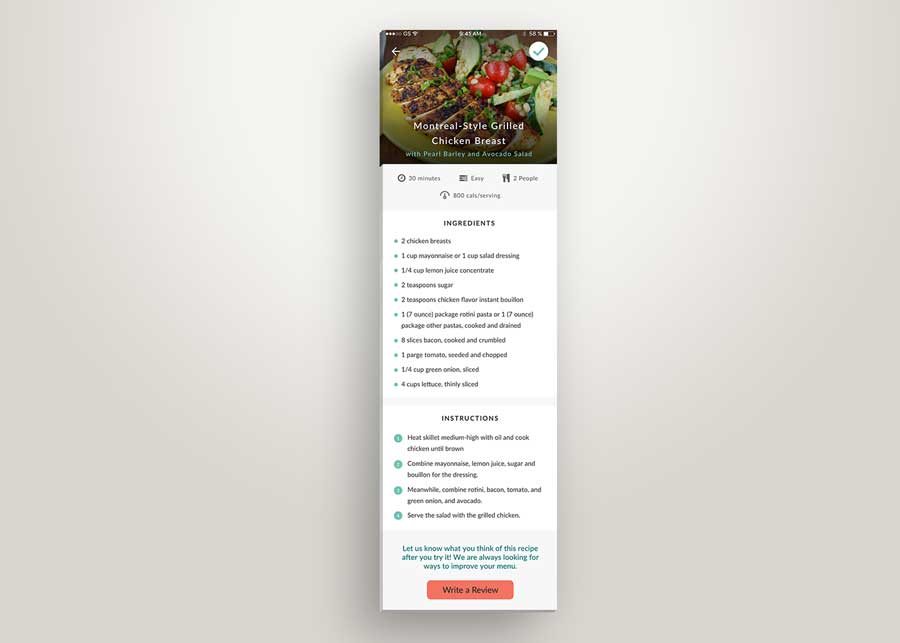 GS
9:41 AM
58 %
Montreal-Style Grilled
Chicken Breast
with Pearl Barley and Avocado Salad
30 minutes
Easy
2 People
800 cals/serving
INGREDIENTS
2 chicken breasts
1 cup mayonnaise or 1 cup salad dressing
1/4 cup lemon juice concentrate
2 teaspoons sugar
2 teaspoons chicken flavor instant bouillon
1 (7 ounce) package rotini pasta or 1 (7 ounce)
package other pastas, cooked and drained
8 slices bacon, cooked and crumbled
1 parge tomato, seeded and chopped
1/4 cup green onion, sliced
4 cups lettuce, thinly sliced
INSTRUCTIONS
1 Heat skillet medium-high with oil and cook
chicken until brown
2 Combine mayonnaise, lemon juice, sugar and
bouillon for the dressing.
3 Meanwhile, combine rotini, bacon, tomato, and
green onion, and avocado.
4 Serve the salad with the grilled chicken.
Let us know what you think of this recipe
after you try it! We are always looking for
ways to improve your menu.
Write a Review